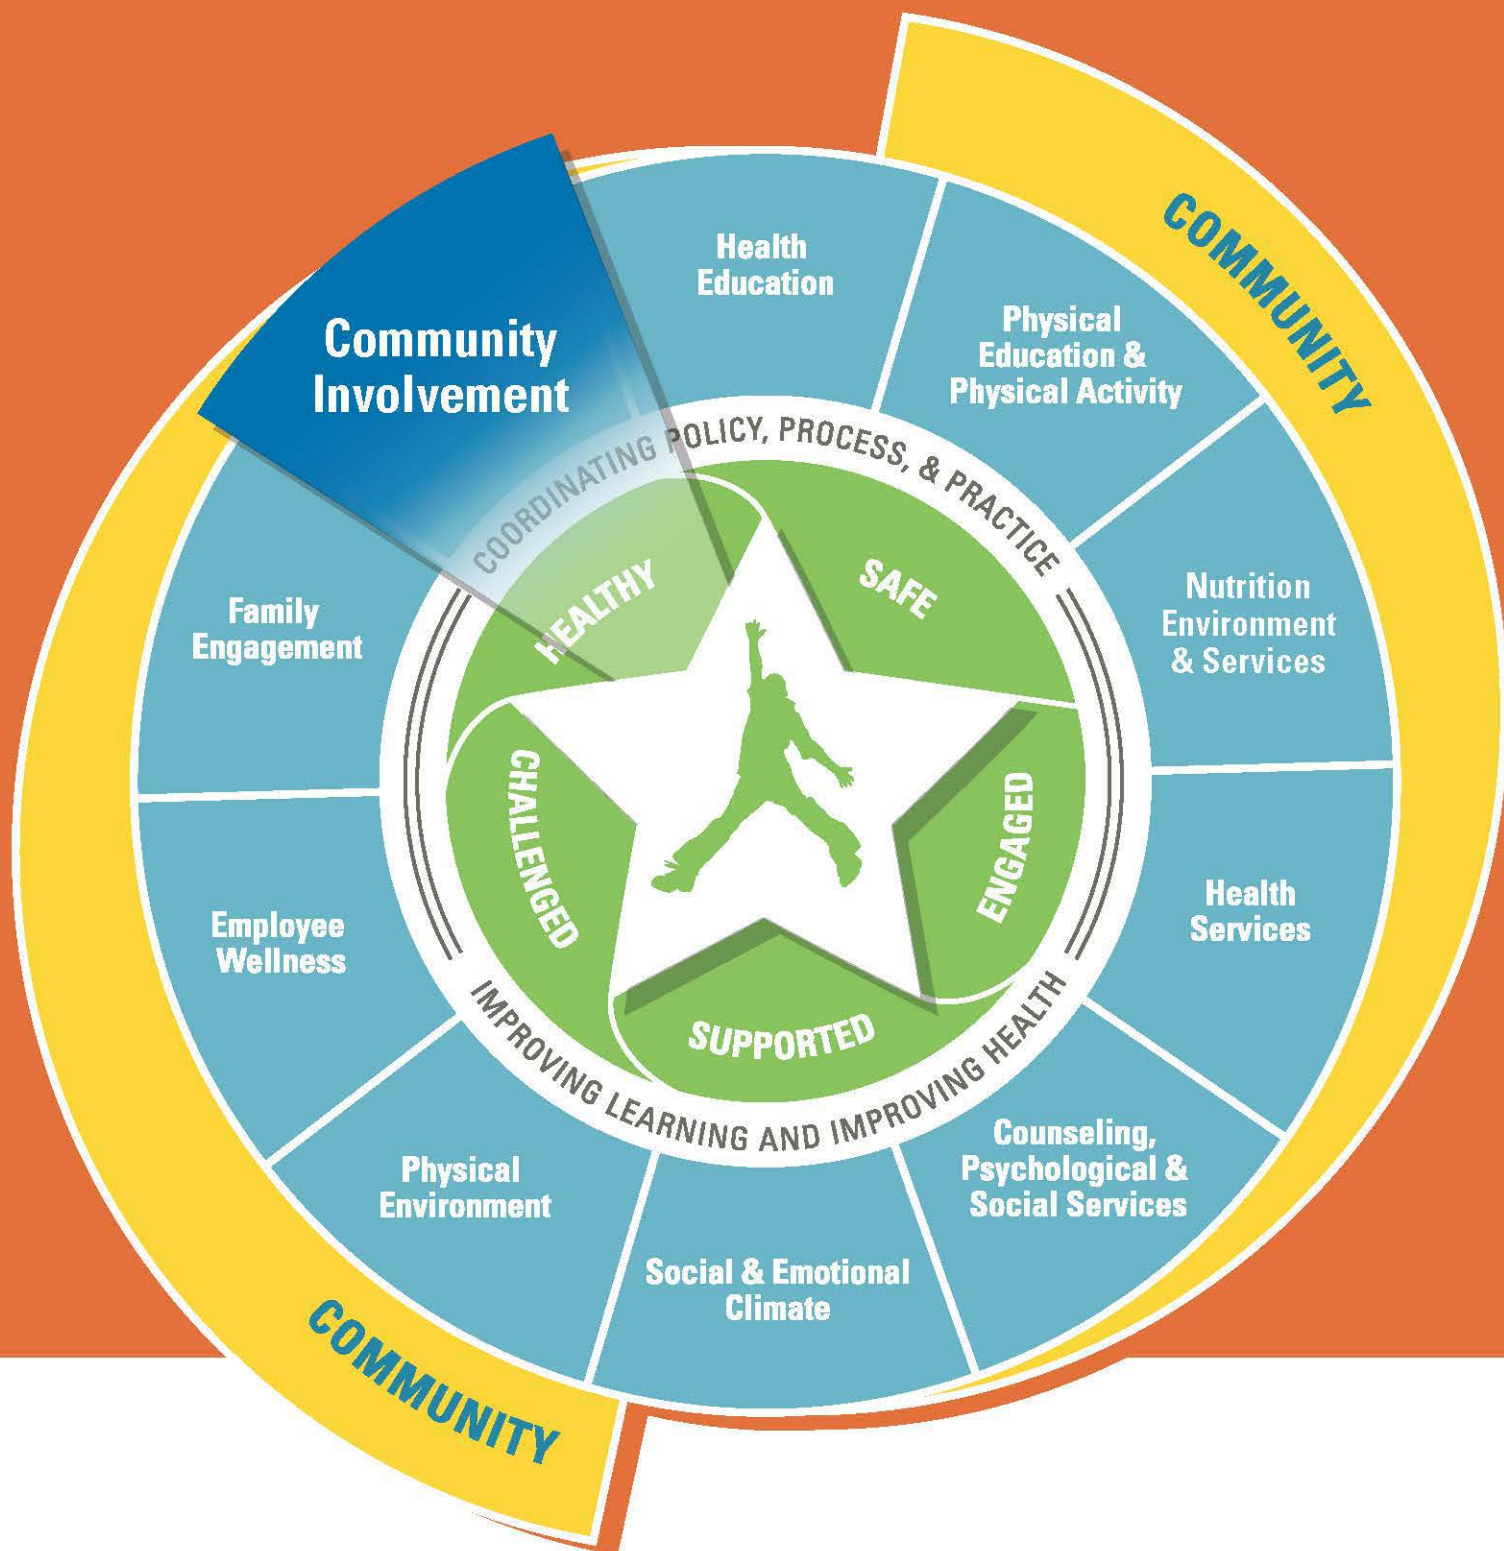 COMMUNITY
Health
Education
Physical
Education &
Physical Activity
Nutrition
Environment
& Services
Health
Services
Counseling,
Psychological &
Social Services
Social & Emotional
Climate
Physical
Environment
Employee
Wellness
Family
Engagement
Community
Involvement
COORDINATING POLICY, PROCESS, & PRACTICE
IMPROVING LEARNING AND IMPROVING HEALTH
HEALTHY
SAFE
ENGAGED
SUPPORTED
CHALLENGED
COMMUNITY